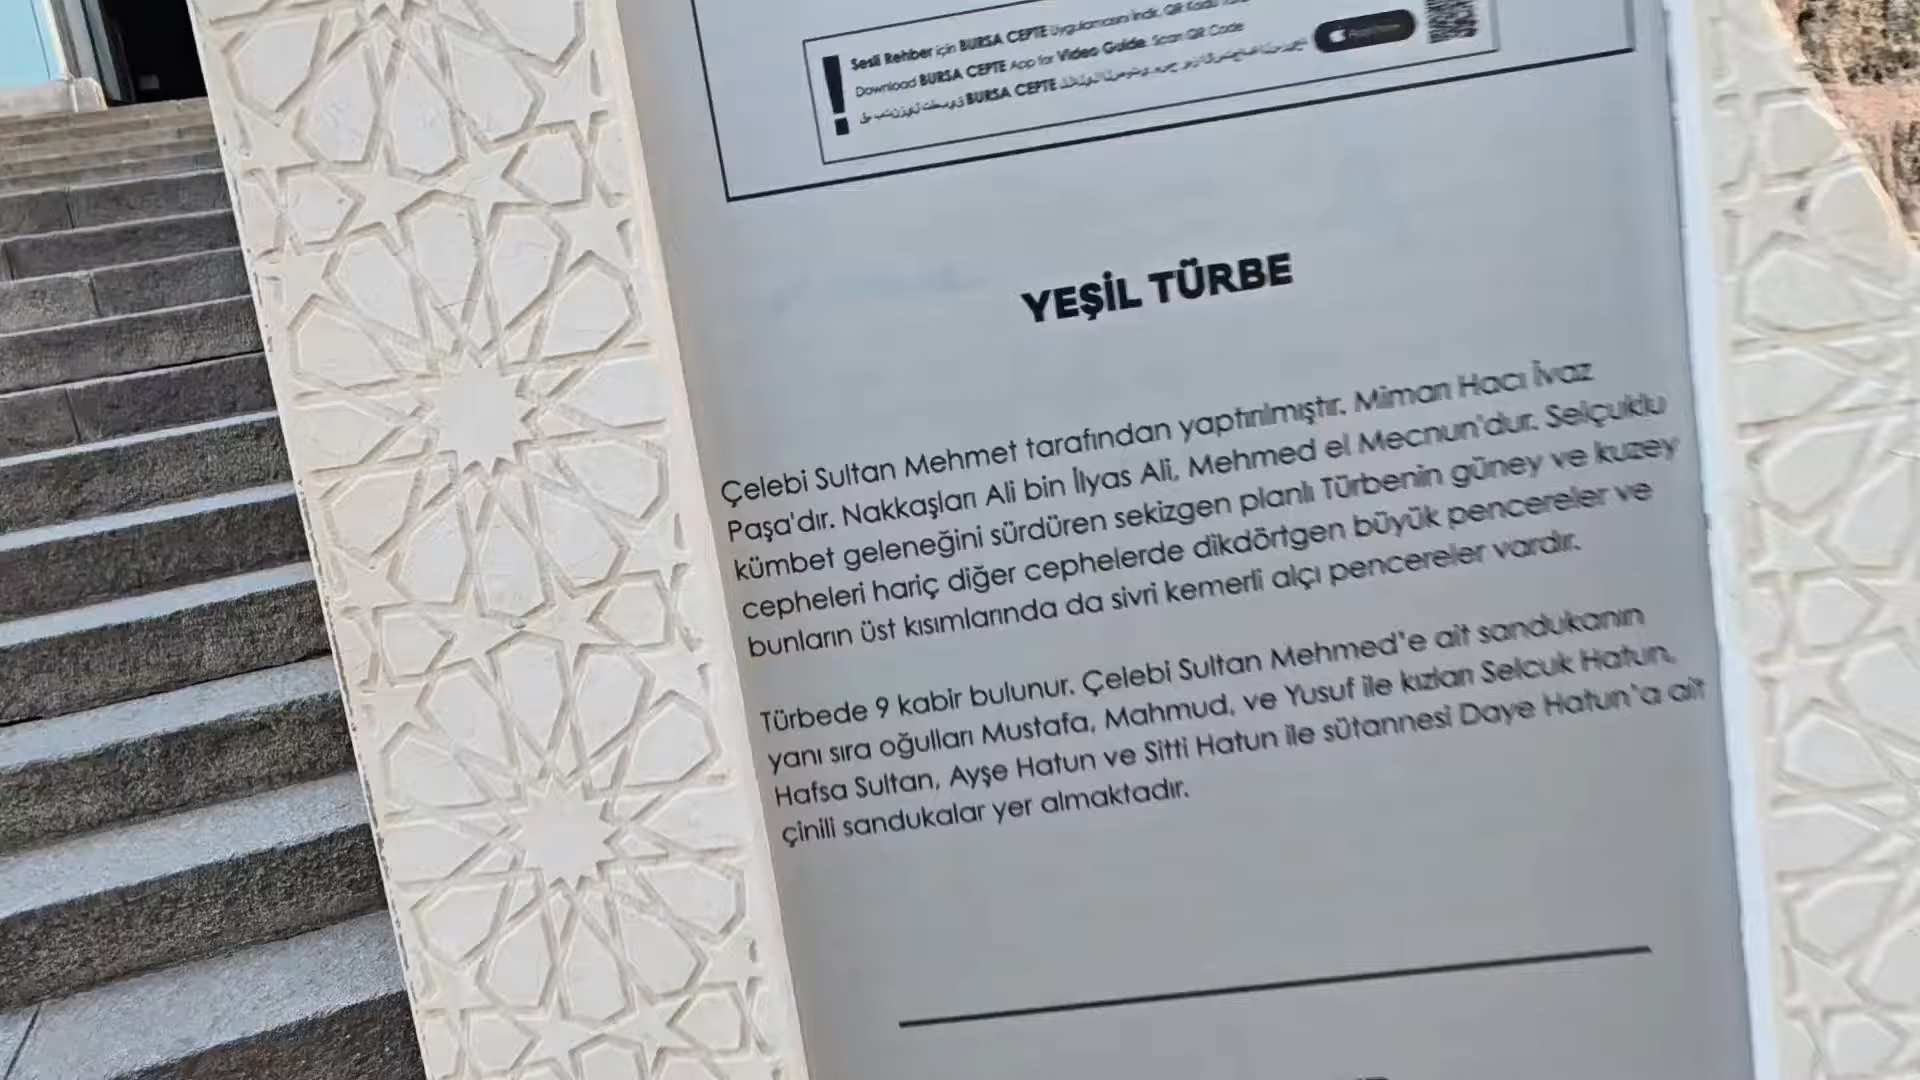 Sesli Rehber için BURSA CEPTE Uygulamasını İndir, QR Kodu
Download BURSA CEPTE App for Video Guide. Scan QR Code
BURSA CEPTE
YEŞİL TÜRBE
Çelebi Sultan Mehmet tarafından yaptırılmıştır. Mimarı Hacı İvaz
Paşa'dır. Nakkaşları Ali bin İlyas Ali, Mehmed el Mecnun'dur. Selçuklu
kümbet geleneğini sürdüren sekizgen planlı Türbenin güney ve kuzey
cepheleri hariç diğer cephelerde dikdörtgen büyük pencereler ve
bunların üst kısımlarında da sivri kemerli alçı pencereler vardır.
Türbede 9 kabir bulunur. Çelebi Sultan Mehmed'e ait sandukanın
yanı sıra oğulları Mustafa, Mahmud, ve Yusuf ile kızları Selcuk Hatun,
Hafsa Sultan, Ayşe Hatun ve Sitti Hatun ile sütannesi Daye Hatun'a ait
çinili sandukalar yer almaktadır.